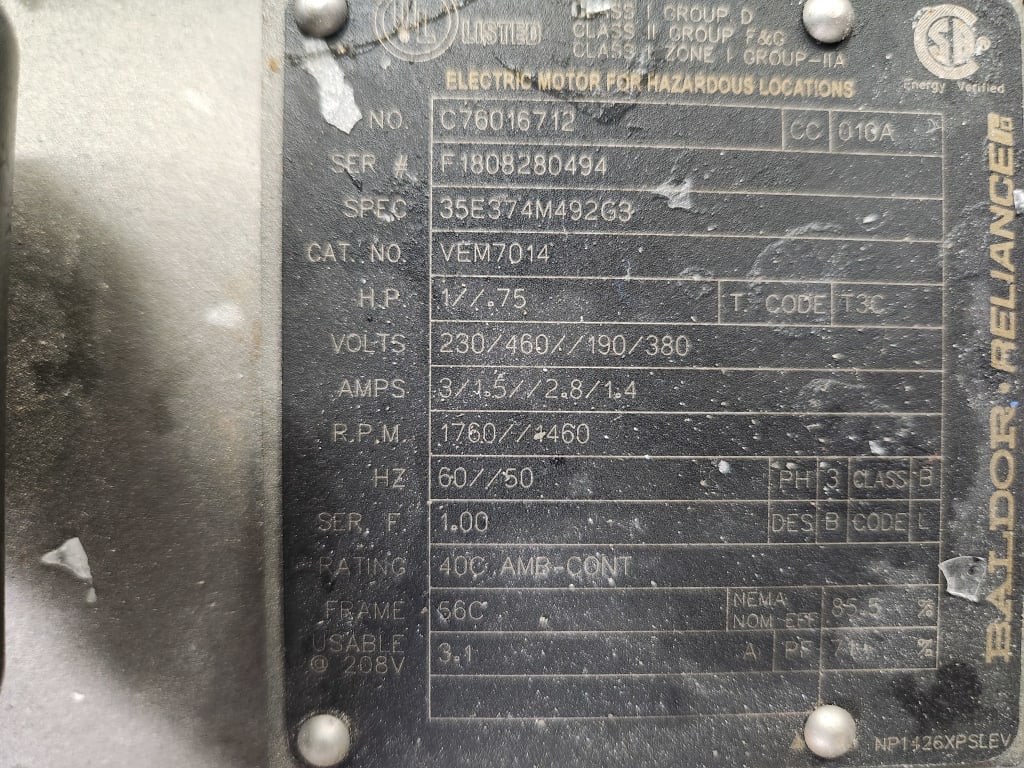 UL LISTED
CLASS I GROUP D
CLASS II GROUP F&G
CLASS I ZONE I GROUP-IIA
Energy Verified
ELECTRIC MOTOR FOR HAZARDOUS LOCATIONS
NO. C76016712 CC 010A
SER # F1808280494
SPEC 35E374M492G3
CAT. NO. VEM7014
H.P. 1//.75 T. CODE T3C
VOLTS 230/460//190/380
AMPS 3/1.5//2.8/1.4
R.P.M. 1760//1460
HZ 60//50 PH 3 CLASS B
SER. F. 1.00 DES B CODE L
RATING 40C AMB-CONT
FRAME 56C NEMA NOM EFF 85.5 %
USABLE @ 208V 3.1 A PF %
BALDOR • RELIANCE
NP1426XPSLEV